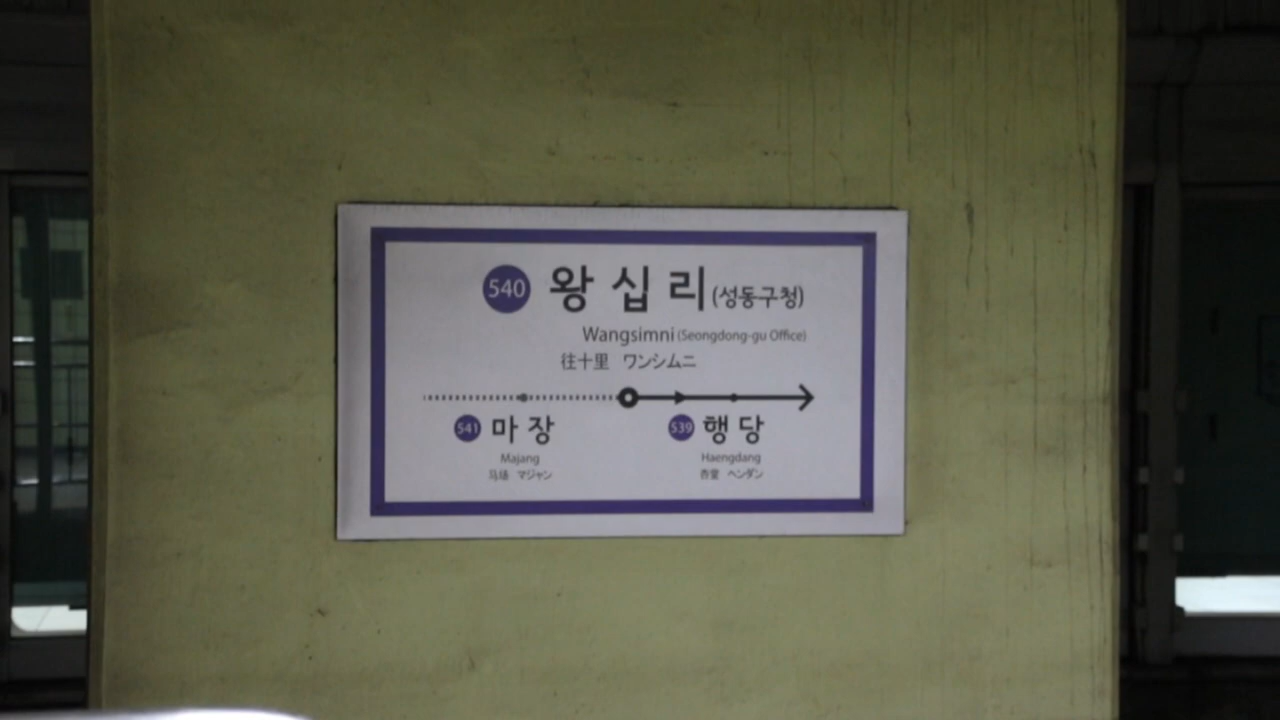 540 왕십리(성동구청)
Wangsimni (Seongdong-gu Office)
往十里 ワンシムニ
541 마장
Majang
马场 マジャン
539 행당
Haengdang
杏堂 ヘンダン